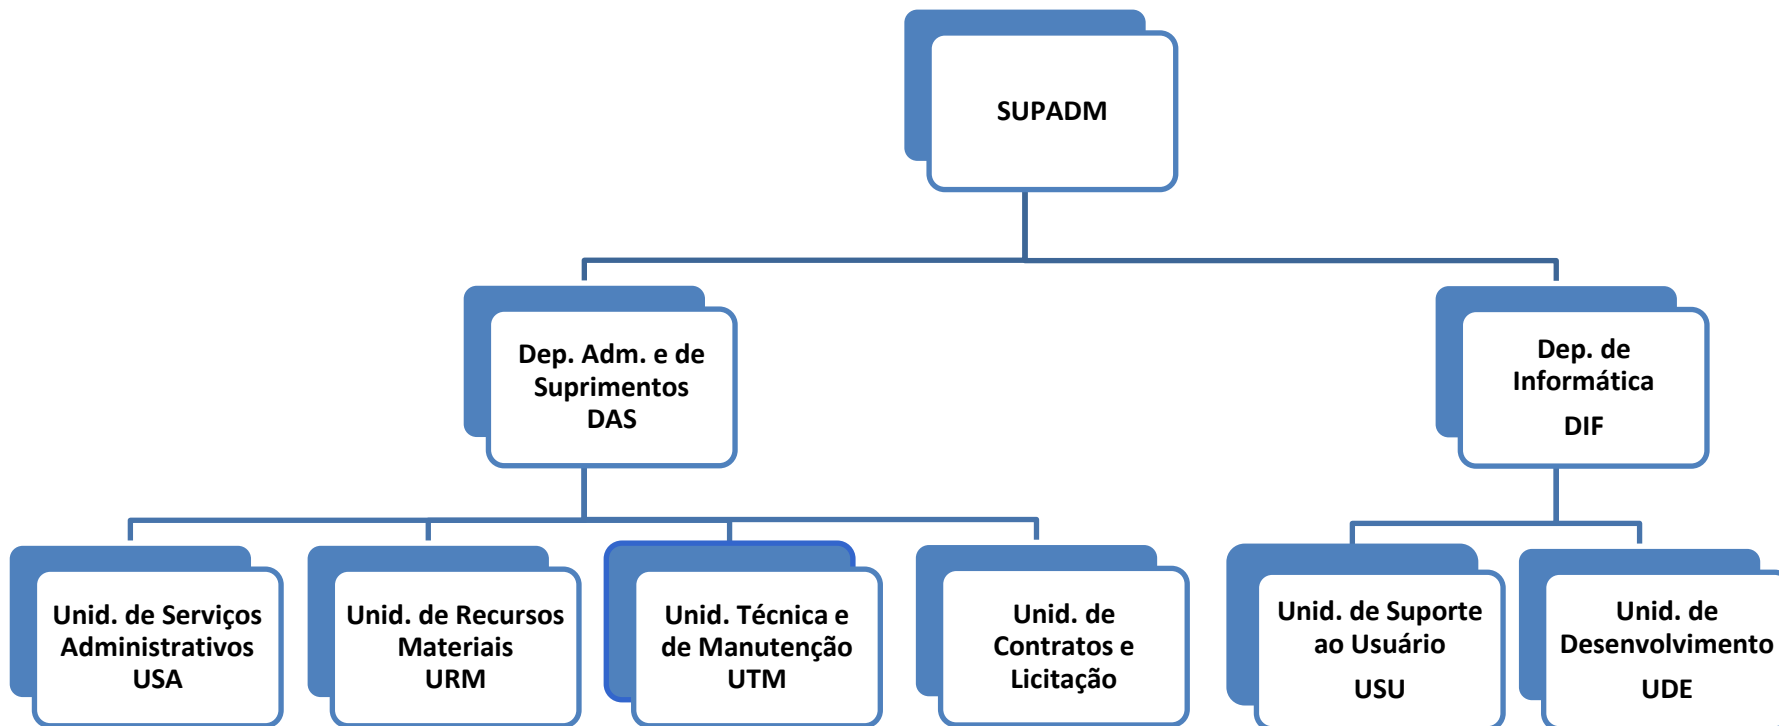 SUPADM
Dep. Adm. e de
Suprimentos
DAS
Dep. de
Informática
DIF
Unid. de Serviços
Administrativos
USA
Unid. de Recursos
Materiais
URM
Unid. Técnica e
de Manutenção
UTM
Unid. de
Contratos e
Licitação
Unid. de Suporte
ao Usuário
USU
Unid. de
Desenvolvimento
UDE